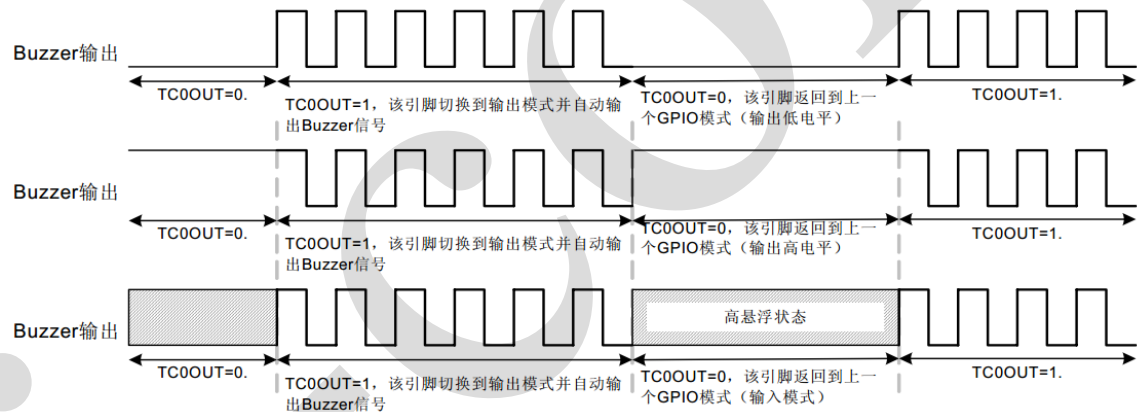 Buzzer输出
TC0OUT=0.
TC0OUT=1，该引脚切换到输出模式并自动输
出Buzzer信号
TC0OUT=0，该引脚返回到上一
个GPIO模式（输出低电平）
TC0OUT=1.
Buzzer输出
TC0OUT=0.
TC0OUT=1，该引脚切换到输出模式并自动输
出Buzzer信号
TC0OUT=0，该引脚返回到上一
个GPIO模式（输出高电平）
TC0OUT=1.
Buzzer输出
高悬浮状态
TC0OUT=0.
TC0OUT=1，该引脚切换到输出模式并自动输
出Buzzer信号
TC0OUT=0，该引脚返回到上一
个GPIO模式（输入模式）
TC0OUT=1.